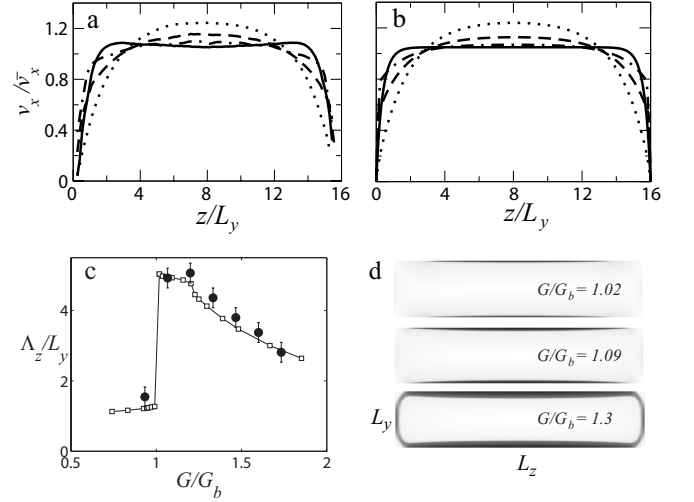 a
b
1.2
0.8
0.4
0
v_x/v̄_x
0 4 8 12 16
0 4 8 12 16
z/L_y
z/L_y
c
d
4
2
0
Λ_z/L_y
0.5 1 1.5 2
G/G_b
G/G_b = 1.02
G/G_b = 1.09
G/G_b = 1.3
L_y
L_z